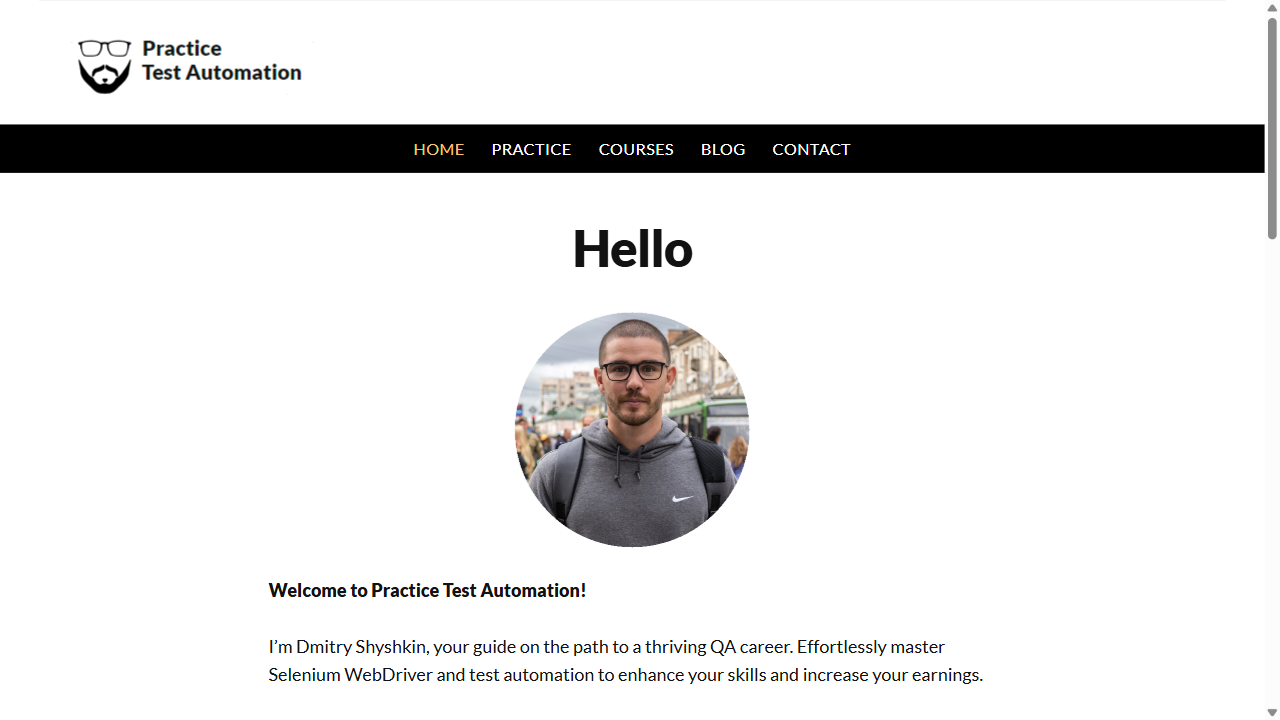 Practice
Test Automation
HOME PRACTICE COURSES BLOG CONTACT
Hello
Welcome to Practice Test Automation!
I’m Dmitry Shyshkin, your guide on the path to a thriving QA career. Effortlessly master
Selenium WebDriver and test automation to enhance your skills and increase your earnings.